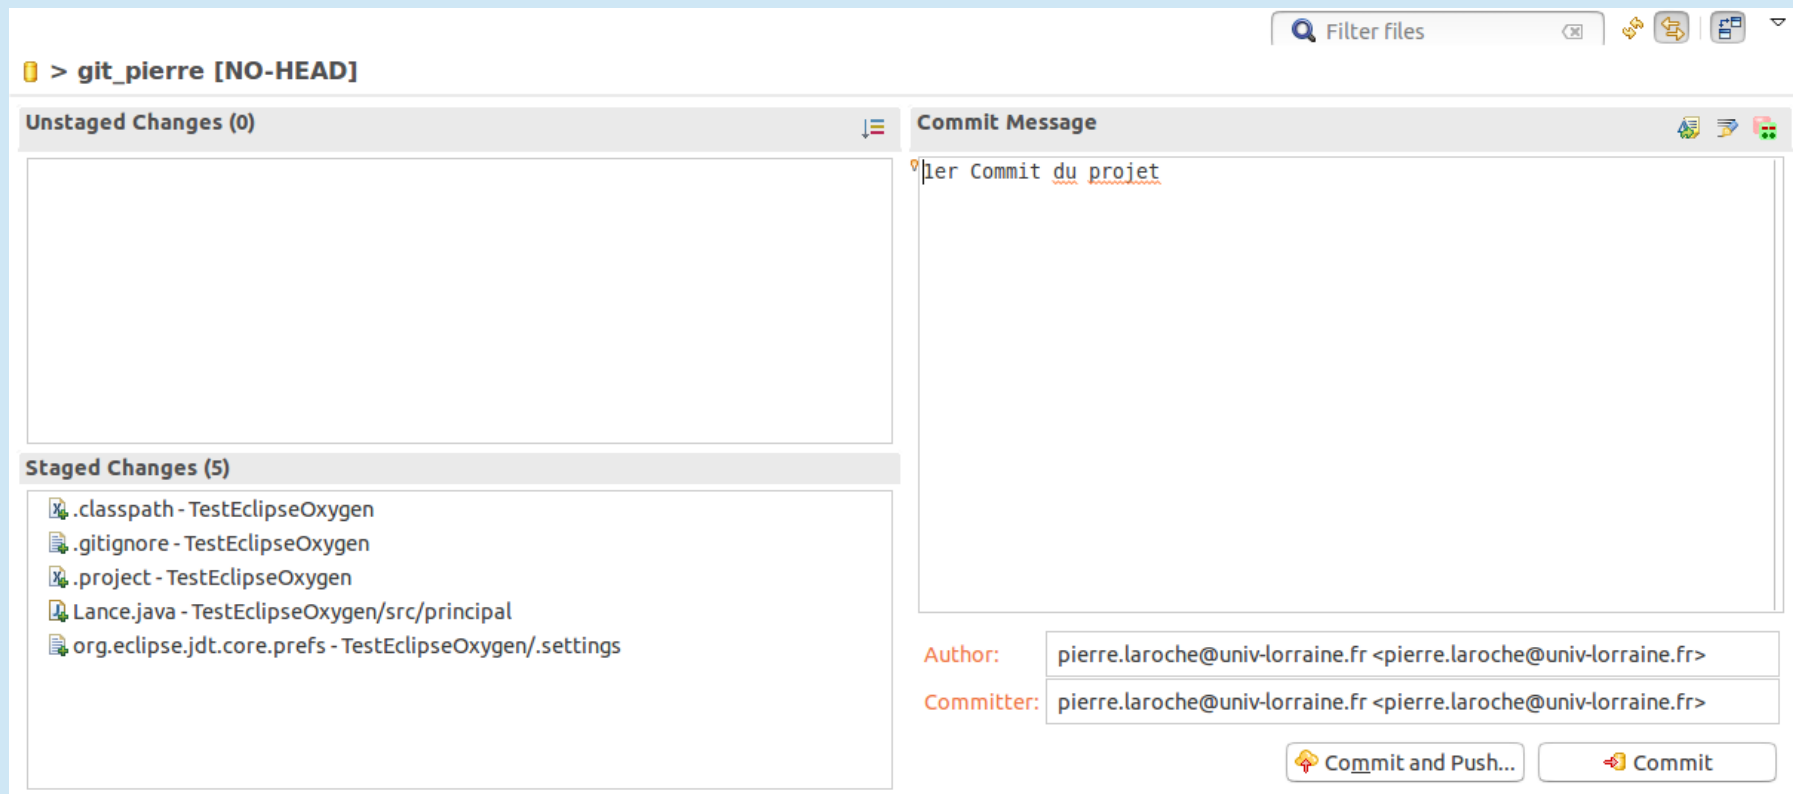 Filter files
> git_pierre [NO-HEAD]
Unstaged Changes (0)
Commit Message
1er Commit du projet
Staged Changes (5)
.classpath - TestEclipseOxygen
.gitignore - TestEclipseOxygen
.project - TestEclipseOxygen
Lance.java - TestEclipseOxygen/src/principal
org.eclipse.jdt.core.prefs - TestEclipseOxygen/.settings
Author: pierre.laroche@univ-lorraine.fr <pierre.laroche@univ-lorraine.fr>
Committer: pierre.laroche@univ-lorraine.fr <pierre.laroche@univ-lorraine.fr>
Commit and Push...
Commit